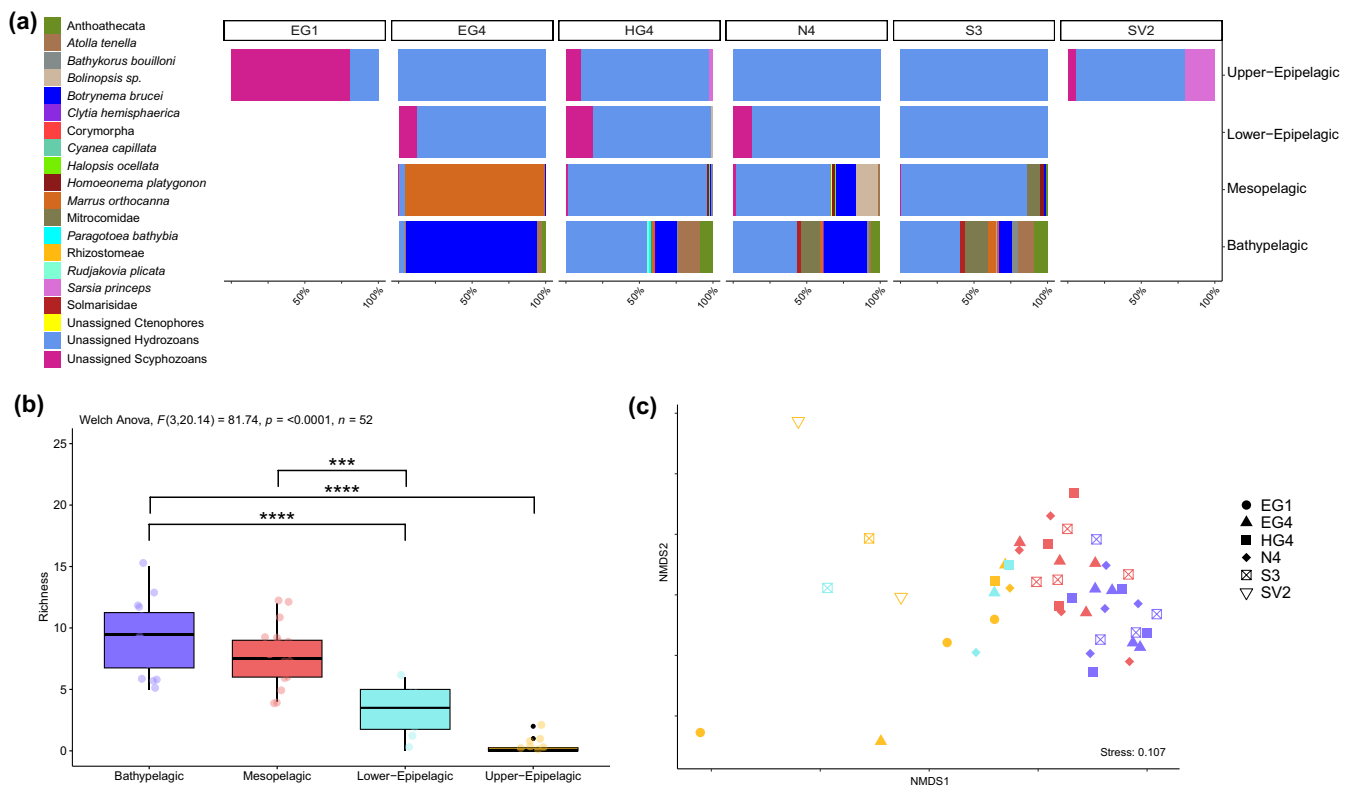 (a)
Anthoathecata
Atolla tenella
Bathykorus bouilloni
Bolinopsis sp.
Botrynema brucei
Clytia hemisphaerica
Corymorpha
Cyanea capillata
Halopsis ocellata
Homoeonema platygonon
Marrus orthocanna
Mitrocomidae
Paragotoea bathybia
Rhizostomeae
Rudjakovia plicata
Sarsia princeps
Solmarisidae
Unassigned Ctenophores
Unassigned Hydrozoans
Unassigned Scyphozoans
EG1 EG4 HG4 N4 S3 SV2
Upper−Epipelagic
Lower−Epipelagic
Mesopelagic
Bathypelagic
50% 100% 50% 100% 50% 100% 50% 100% 50% 100% 50% 100%
(b)
Welch Anova, F(3,20.14) = 81.74, p = <0.0001, n = 52
Richness
25
20
15
10
5
0
***
****
****
Bathypelagic Mesopelagic Lower−Epipelagic Upper−Epipelagic
(c)
NMDS2
NMDS1
Stress: 0.107
EG1
EG4
HG4
N4
S3
SV2